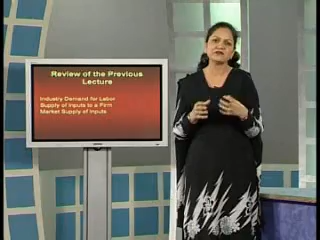 Review of the Previous
Lecture
Industry Demand for Labor
Supply of Inputs to a Firm
Market Supply of Inputs